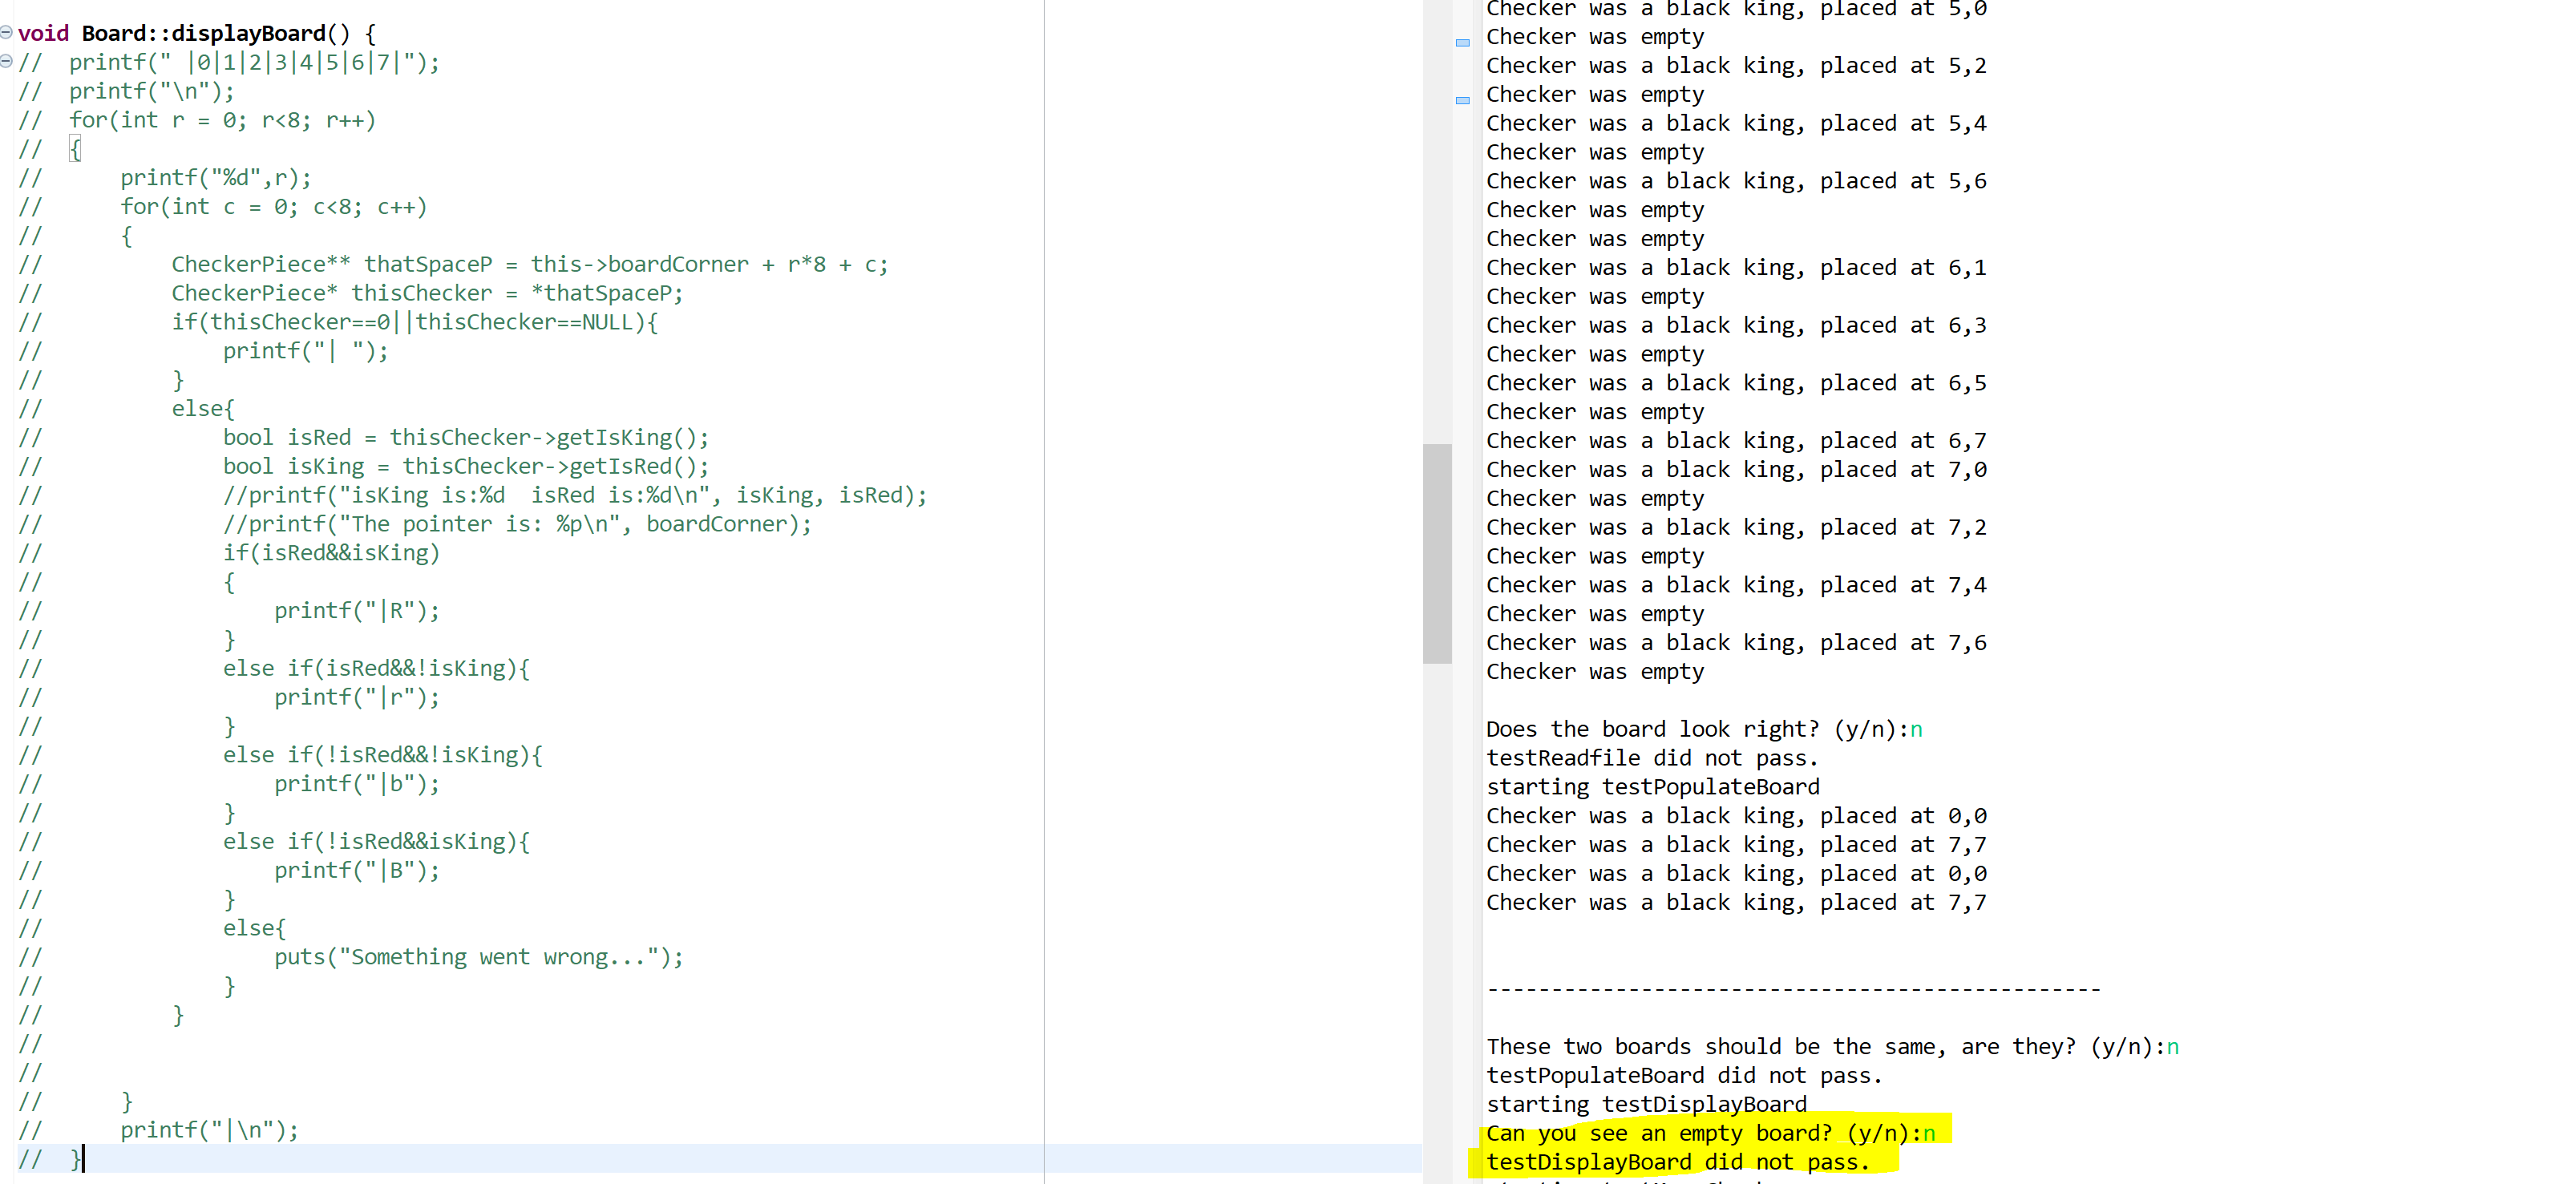 void Board::displayBoard() {
//  printf(" |0|1|2|3|4|5|6|7|");
//  printf("\n");
//  for(int r = 0; r<8; r++)
//  {
//      printf("%d",r);
//      for(int c = 0; c<8; c++)
//      {
//          CheckerPiece** thatSpaceP = this->boardCorner + r*8 + c;
//          CheckerPiece* thisChecker = *thatSpaceP;
//          if(thisChecker==0||thisChecker==NULL){
//              printf("| ");
//          }
//          else{
//              bool isRed = thisChecker->getIsKing();
//              bool isKing = thisChecker->getIsRed();
//              //printf("isKing is:%d  isRed is:%d\n", isKing, isRed);
//              //printf("The pointer is: %p\n", boardCorner);
//              if(isRed&&isKing)
//              {
//                  printf("|R");
//              }
//              else if(isRed&&!isKing){
//                  printf("|r");
//              }
//              else if(!isRed&&!isKing){
//                  printf("|b");
//              }
//              else if(!isRed&&isKing){
//                  printf("|B");
//              }
//              else{
//                  puts("Something went wrong...");
//              }
//          }
//
//
//      }
//      printf("|\n");
//  }
Checker was a black king, placed at 5,0
Checker was empty
Checker was a black king, placed at 5,2
Checker was empty
Checker was a black king, placed at 5,4
Checker was empty
Checker was a black king, placed at 5,6
Checker was empty
Checker was empty
Checker was a black king, placed at 6,1
Checker was empty
Checker was a black king, placed at 6,3
Checker was empty
Checker was a black king, placed at 6,5
Checker was empty
Checker was a black king, placed at 6,7
Checker was a black king, placed at 7,0
Checker was empty
Checker was a black king, placed at 7,2
Checker was empty
Checker was a black king, placed at 7,4
Checker was empty
Checker was a black king, placed at 7,6
Checker was empty
Does the board look right? (y/n):n
testReadfile did not pass.
starting testPopulateBoard
Checker was a black king, placed at 0,0
Checker was a black king, placed at 7,7
Checker was a black king, placed at 0,0
Checker was a black king, placed at 7,7
------------------------------------------------
These two boards should be the same, are they? (y/n):n
testPopulateBoard did not pass.
starting testDisplayBoard
Can you see an empty board? (y/n):n
testDisplayBoard did not pass.